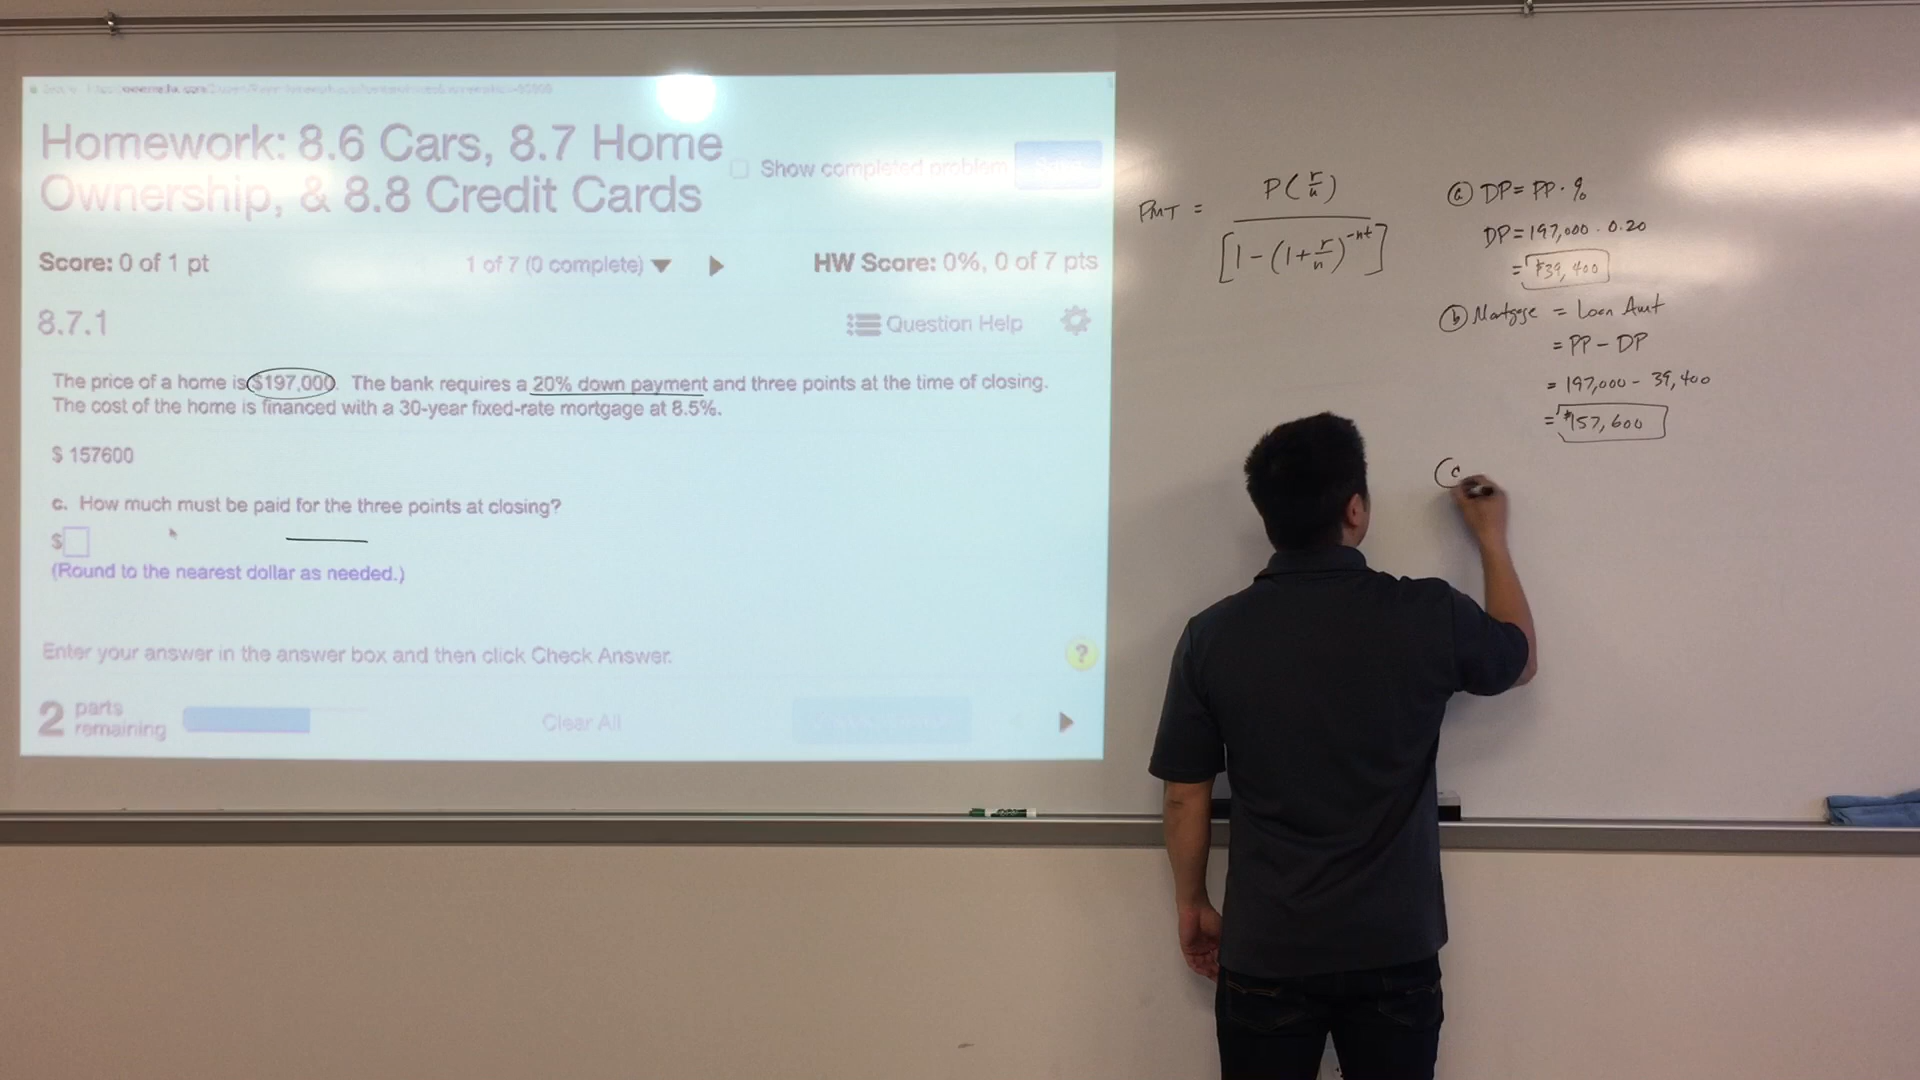 Homework: 8.6 Cars, 8.7 Home
Ownership, & 8.8 Credit Cards
Show completed problem
Score: 0 of 1 pt
1 of 7 (0 complete)
HW Score: 0%, 0 of 7 pts
8.7.1
Question Help
The price of a home is $197,000. The bank requires a 20% down payment and three points at the time of closing.
The cost of the home is financed with a 30-year fixed-rate mortgage at 8.5%.
$ 157600
c. How much must be paid for the three points at closing?
$
(Round to the nearest dollar as needed.)
Enter your answer in the answer box and then click Check Answer.
?
2 parts
remaining
Clear All
PMT = P(r/n) / [1-(1+r/n)^-nt]
(a) DP = PP · %
DP = 197,000 · 0.20
= $39,400
(b) Mortgage = Loan Amt
= PP - DP
= 197,000 - 39,400
= $157,600
(c